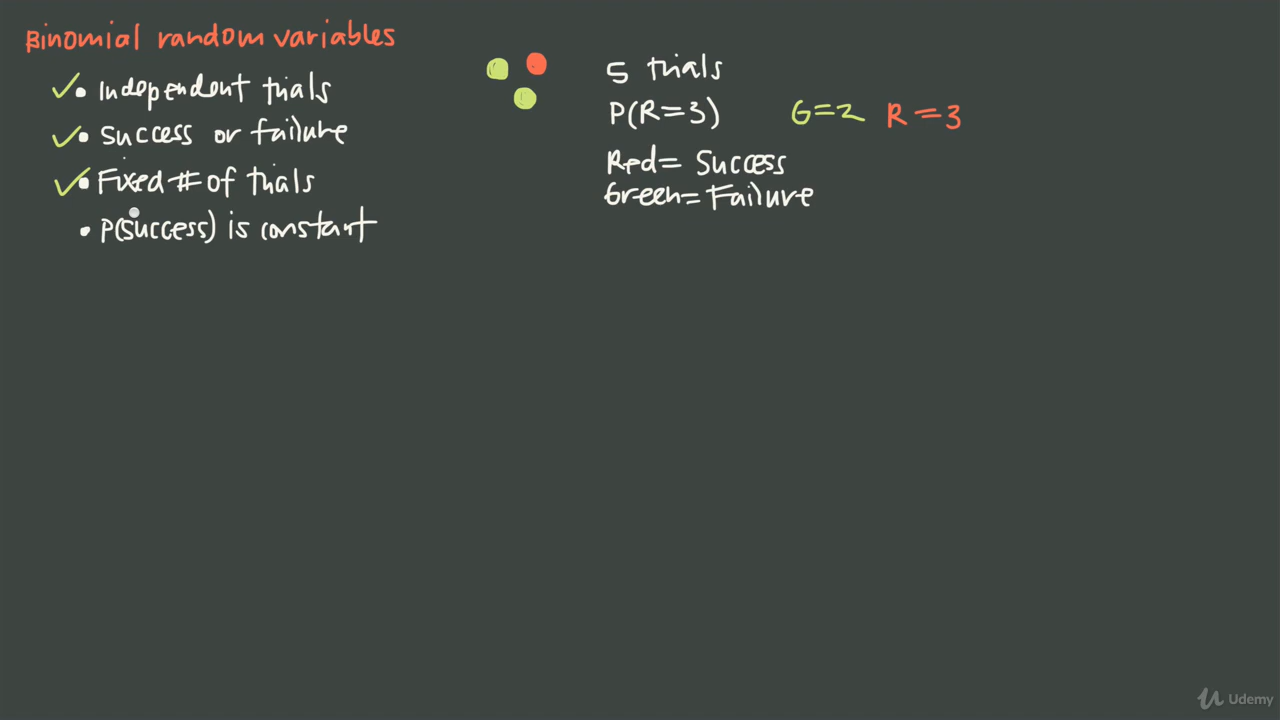 Binomial random variables
• Independent trials
• Success or failure
• Fixed # of trials
• P(Success) is constant
5 trials
P(R=3) G=2 R=3
Red= Success
Green= Failure
Udemy